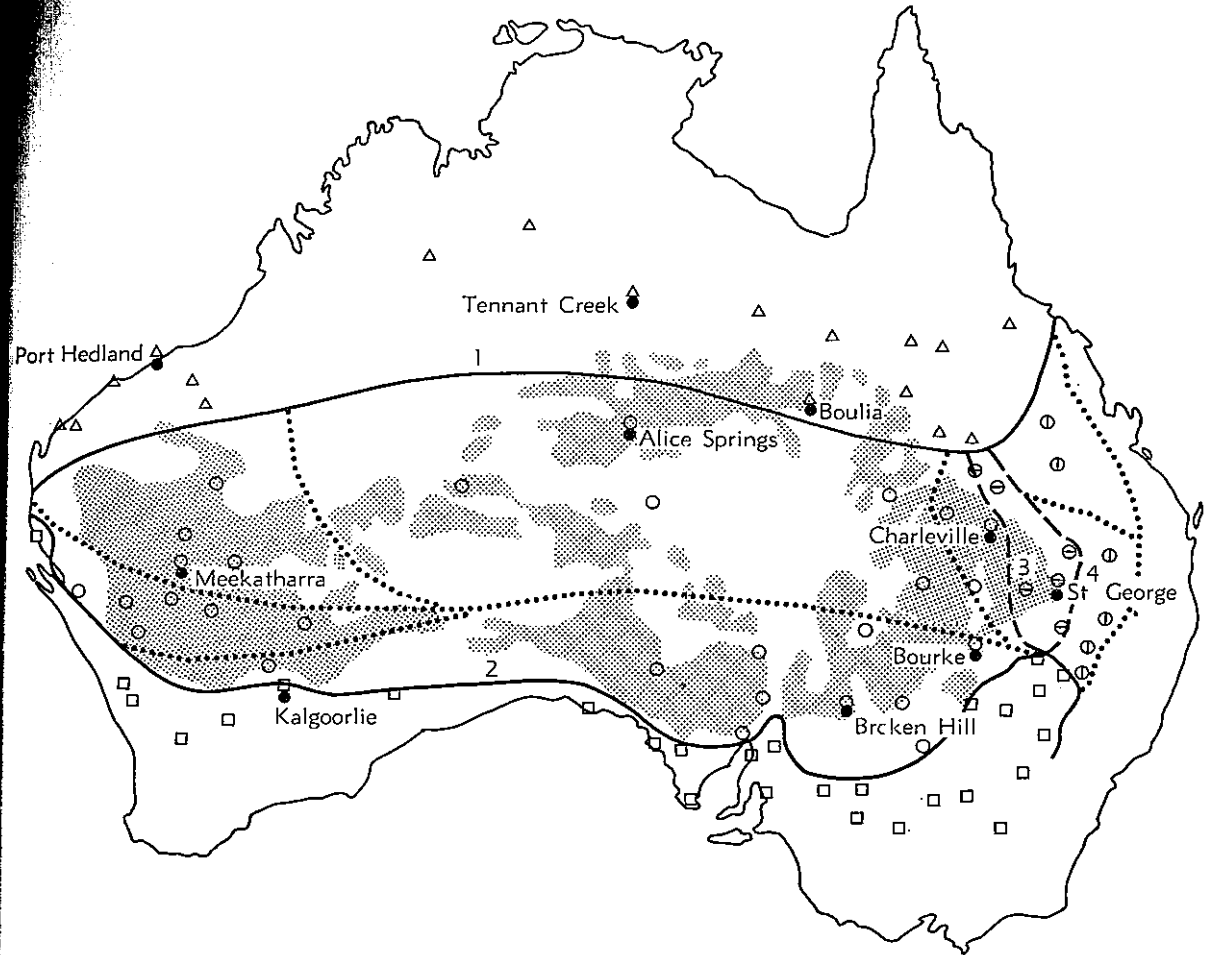 Tennant Creek
Port Hedland
1
Boulia
Alice Springs
Charleville
Meekatharra
3
4
St George
Bourke
2
Kalgoorlie
Brcken Hill